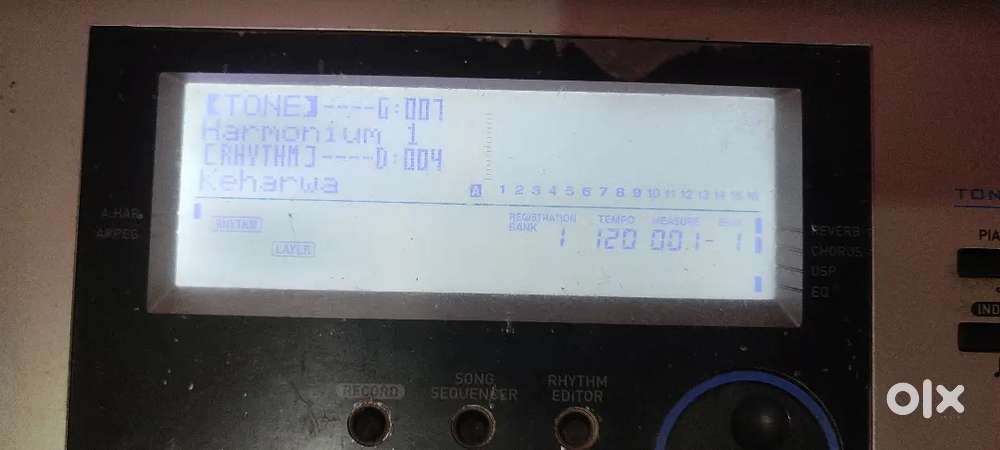 【TONE】----G:007
Harmonium 1
[RHYTHM]----D:004
Keharwa
A 1 2 3 4 5 6 7 8 9 10 11 12 13 14 15 16
A.HAR
ARPEG
RHYTHM
LAYER
REGISTRATION
BANK 1
TEMPO 120
MEASURE 001-1
REVERB
CHORUS
DSP
EQ
TON
PIA
IND
RECORD
SONG
SEQUENCER
RHYTHM
EDITOR
olx